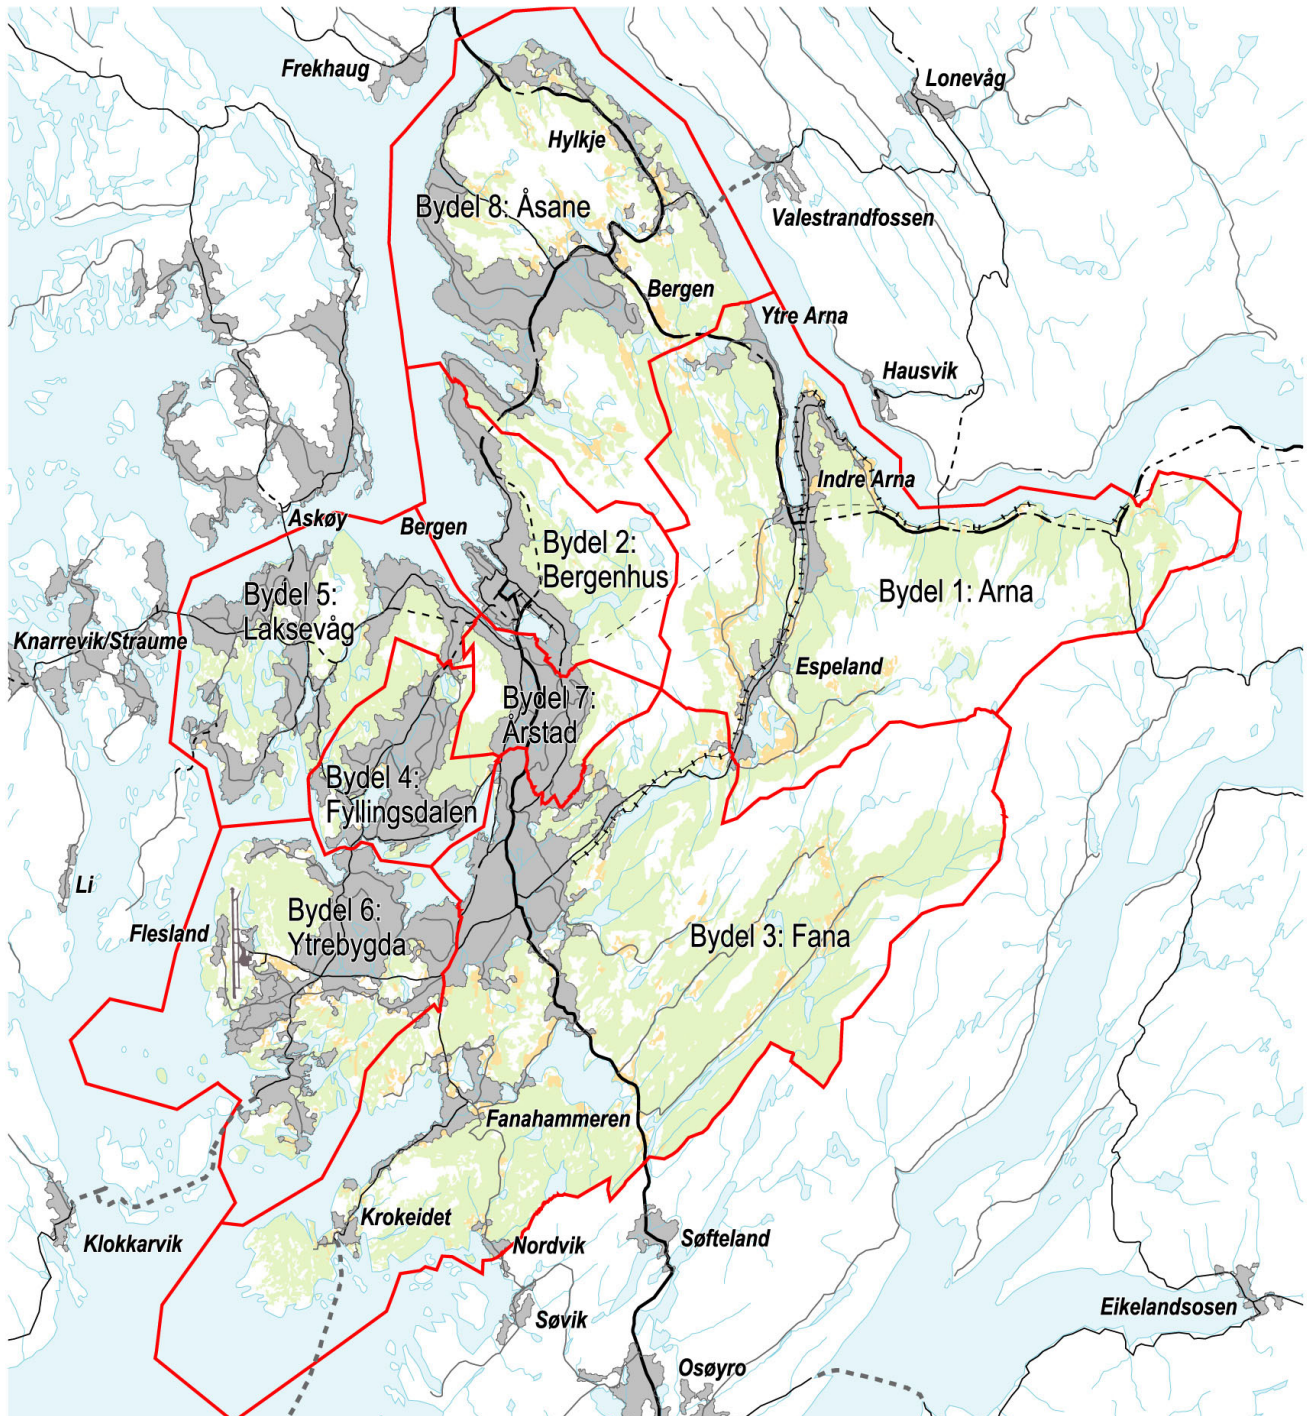 Frekhaug
Lonevåg
Hylkje
Bydel 8: Åsane
Valestrandfossen
Bergen
Ytre Arna
Hausvik
Indre Arna
Askøy
Bergen
Bydel 2:
Bergenhus
Bydel 1: Arna
Bydel 5:
Laksevåg
Knarrevik/Straume
Espeland
Bydel 7:
Årstad
Bydel 4:
Fyllingsdalen
Li
Flesland
Bydel 6:
Ytrebygda
Bydel 3: Fana
Fanahammeren
Krokeidet
Klokkarvik
Nordvik
Søfteland
Søvik
Eikelandsosen
Osøyro